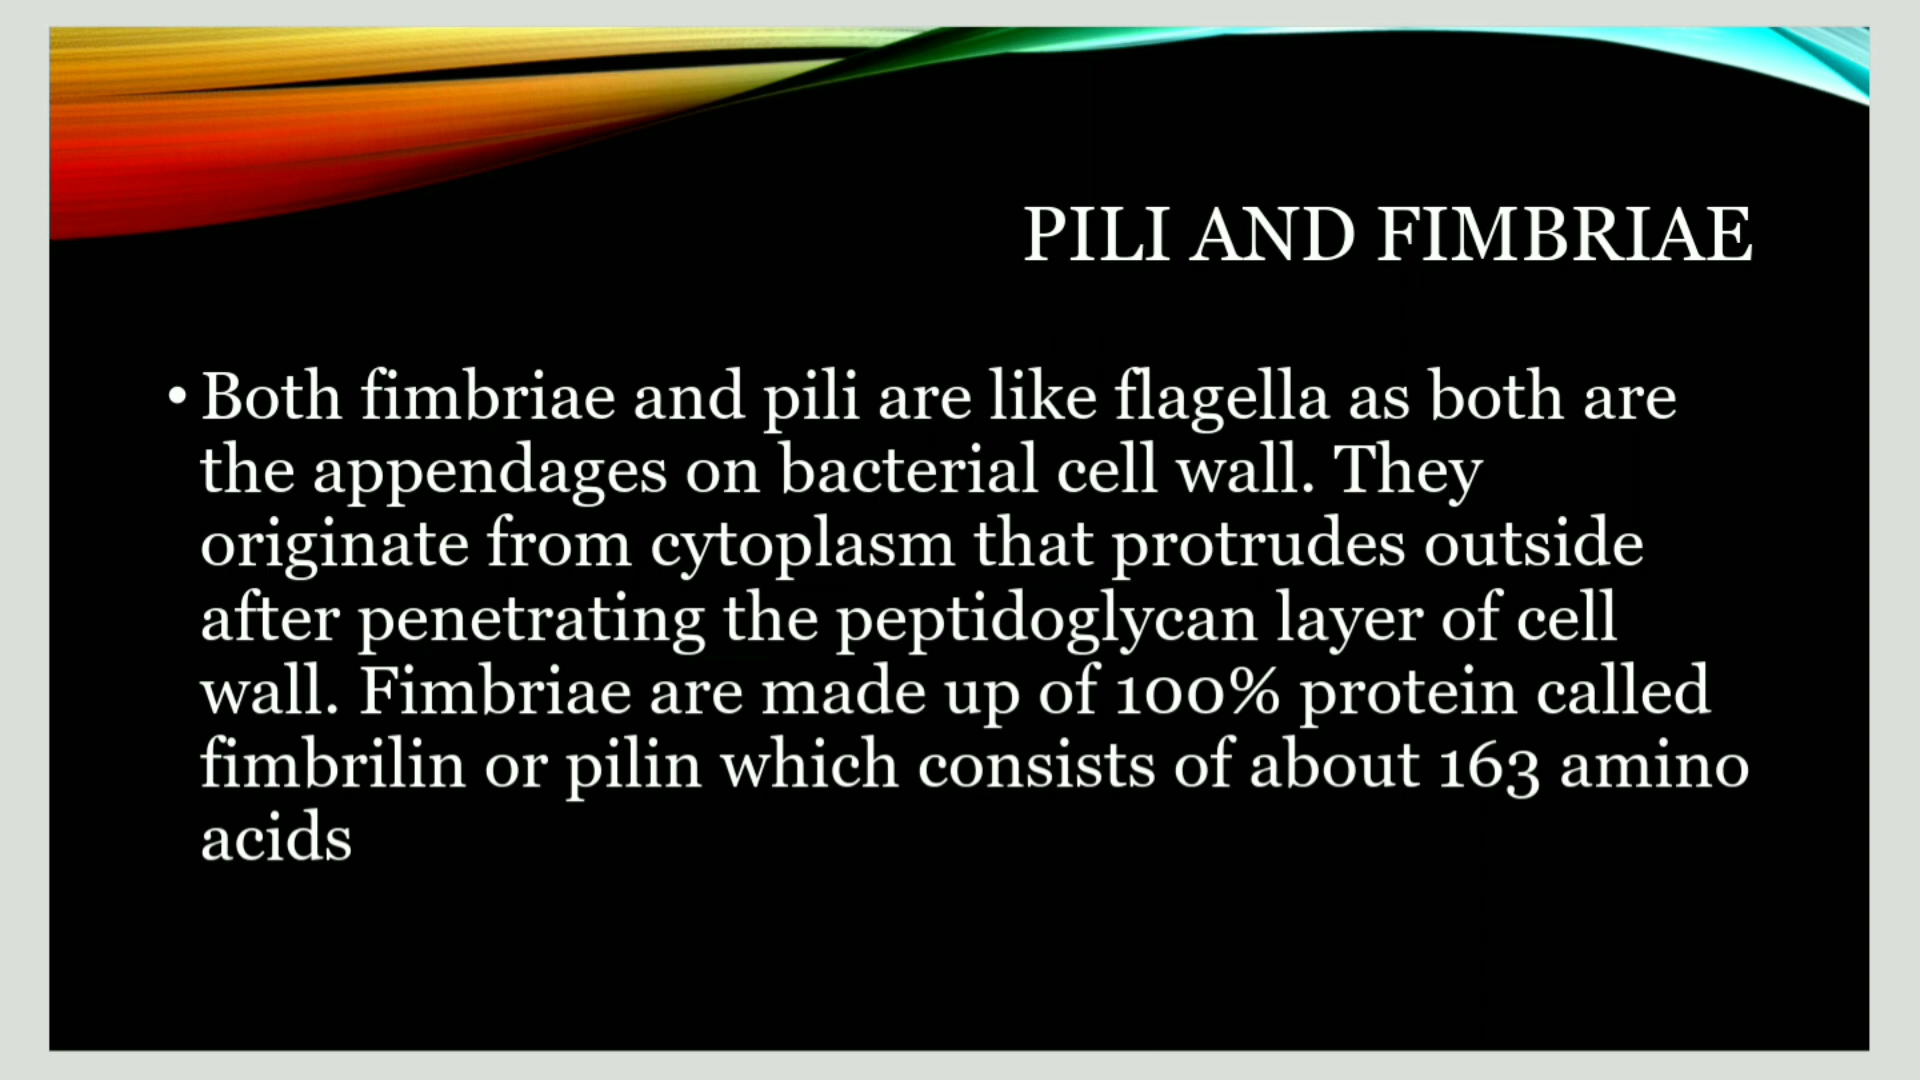 PILI AND FIMBRIAE
• Both fimbriae and pili are like flagella as both are
the appendages on bacterial cell wall. They
originate from cytoplasm that protrudes outside
after penetrating the peptidoglycan layer of cell
wall. Fimbriae are made up of 100% protein called
fimbrilin or pilin which consists of about 163 amino
acids